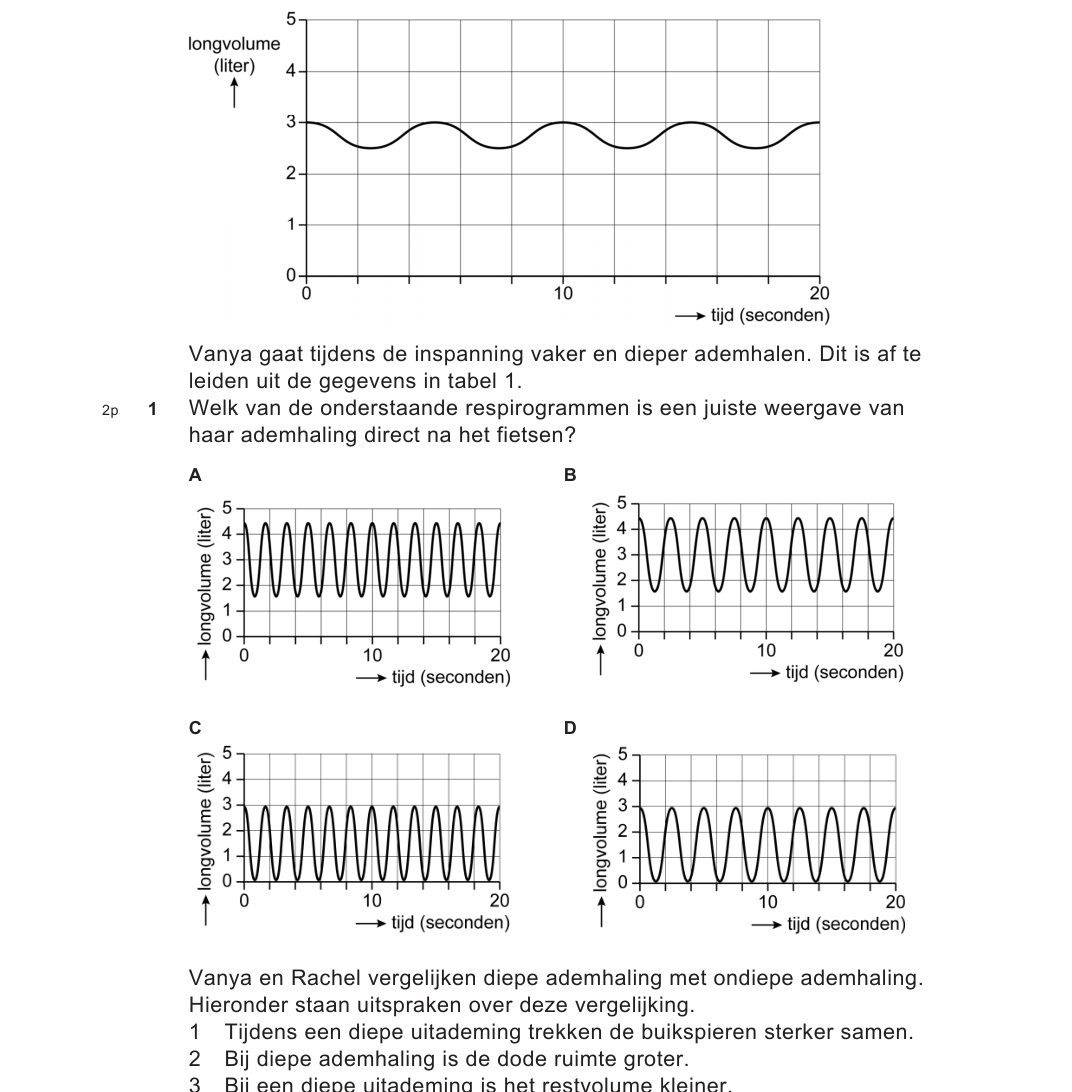 5
longvolume
(liter)
4
3
2
1
0
0 10 20
tijd (seconden)
Vanya gaat tijdens de inspanning vaker en dieper ademhalen. Dit is af te
leiden uit de gegevens in tabel 1.
2p 1 Welk van de onderstaande respirogrammen is een juiste weergave van
haar ademhaling direct na het fietsen?
A
longvolume (liter)
5
4
3
2
1
0
0 10 20
tijd (seconden)
B
longvolume (liter)
5
4
3
2
1
0
0 10 20
tijd (seconden)
C
longvolume (liter)
5
4
3
2
1
0
0 10 20
tijd (seconden)
D
longvolume (liter)
5
4
3
2
1
0
0 10 20
tijd (seconden)
Vanya en Rachel vergelijken diepe ademhaling met ondiepe ademhaling.
Hieronder staan uitspraken over deze vergelijking.
1 Tijdens een diepe uitademing trekken de buikspieren sterker samen.
2 Bij diepe ademhaling is de dode ruimte groter.
3 Bij een diepe uitademing is het restvolume kleiner.